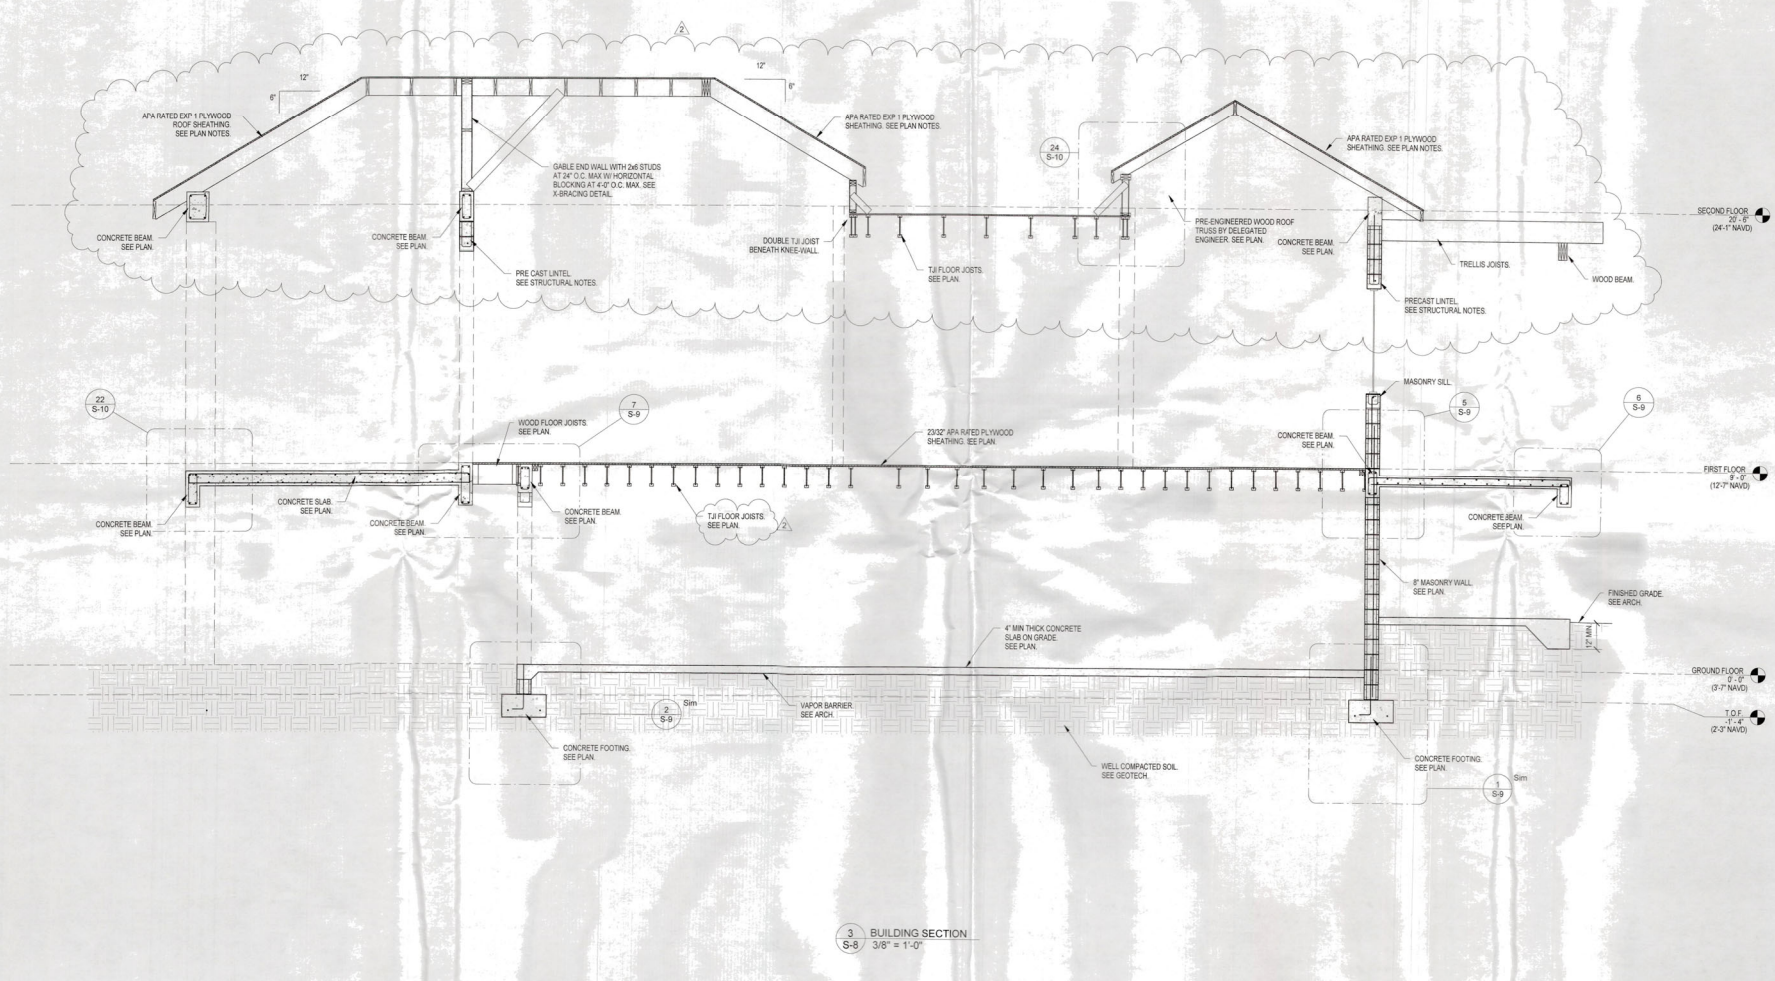 2
12"
6"
12"
6"
APA RATED EXP 1 PLYWOOD
ROOF SHEATHING.
SEE PLAN NOTES.
APA RATED EXP 1 PLYWOOD
SHEATHING. SEE PLAN NOTES.
24
S-10
APA RATED EXP 1 PLYWOOD
SHEATHING. SEE PLAN NOTES.
GABLE END WALL WITH 2x6 STUDS
AT 24" O.C. MAX W/ HORIZONTAL
BLOCKING AT 4'-0" O.C. MAX. SEE
X-BRACING DETAIL.
CONCRETE BEAM.
SEE PLAN.
CONCRETE BEAM.
SEE PLAN.
DOUBLE TJI JOIST
BENEATH KNEE-WALL.
PRE-ENGINEERED WOOD ROOF
TRUSS BY DELEGATED
ENGINEER. SEE PLAN.
CONCRETE BEAM.
SEE PLAN.
SECOND FLOOR
20' - 6"
(24'-1" NAVD)
PRE CAST LINTEL.
SEE STRUCTURAL NOTES.
TJI FLOOR JOISTS.
SEE PLAN.
TRELLIS JOISTS.
WOOD BEAM.
PRECAST LINTEL.
SEE STRUCTURAL NOTES.
22
S-10
7
S-9
MASONRY SILL.
5
S-9
6
S-9
WOOD FLOOR JOISTS.
SEE PLAN.
23/32" APA RATED PLYWOOD
SHEATHING. SEE PLAN.
CONCRETE BEAM.
SEE PLAN.
FIRST FLOOR
9' - 0"
(12'-7" NAVD)
CONCRETE SLAB.
SEE PLAN.
CONCRETE BEAM.
SEE PLAN.
CONCRETE BEAM.
SEE PLAN.
CONCRETE BEAM.
SEE PLAN.
TJI FLOOR JOISTS.
SEE PLAN.
2
CONCRETE BEAM.
SEE PLAN.
8" MASONRY WALL.
SEE PLAN.
FINISHED GRADE.
SEE ARCH.
12" MIN
4" MIN THICK CONCRETE
SLAB ON GRADE.
SEE PLAN.
GROUND FLOOR
0' - 0"
(3'-7" NAVD)
2
S-9
Sim
VAPOR BARRIER.
SEE ARCH.
T.O.F.
-1' - 4"
(2'-3" NAVD)
CONCRETE FOOTING.
SEE PLAN.
WELL COMPACTED SOIL.
SEE GEOTECH.
CONCRETE FOOTING.
SEE PLAN.
1
S-9
Sim
3
S-8
BUILDING SECTION
3/8" = 1'-0"